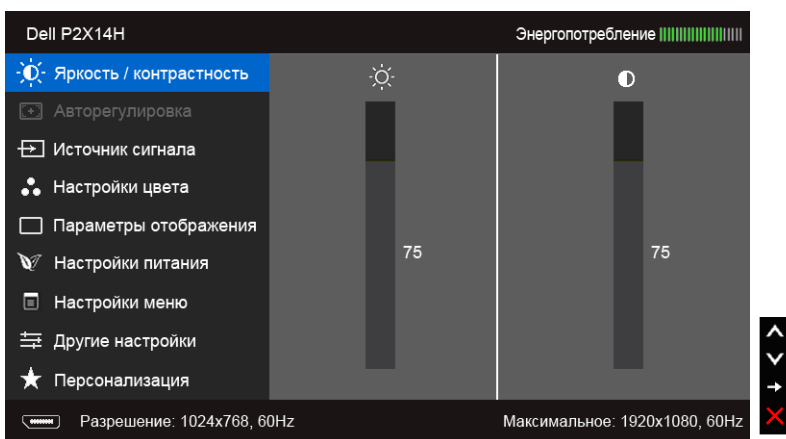 Dell P2X14H
Энергопотребление
Яркость / контрастность
Авторегулировка
Источник сигнала
Настройки цвета
Параметры отображения
Настройки питания
Настройки меню
Другие настройки
Персонализация
75
75
Разрешение: 1024x768, 60Hz
Максимальное: 1920x1080, 60Hz